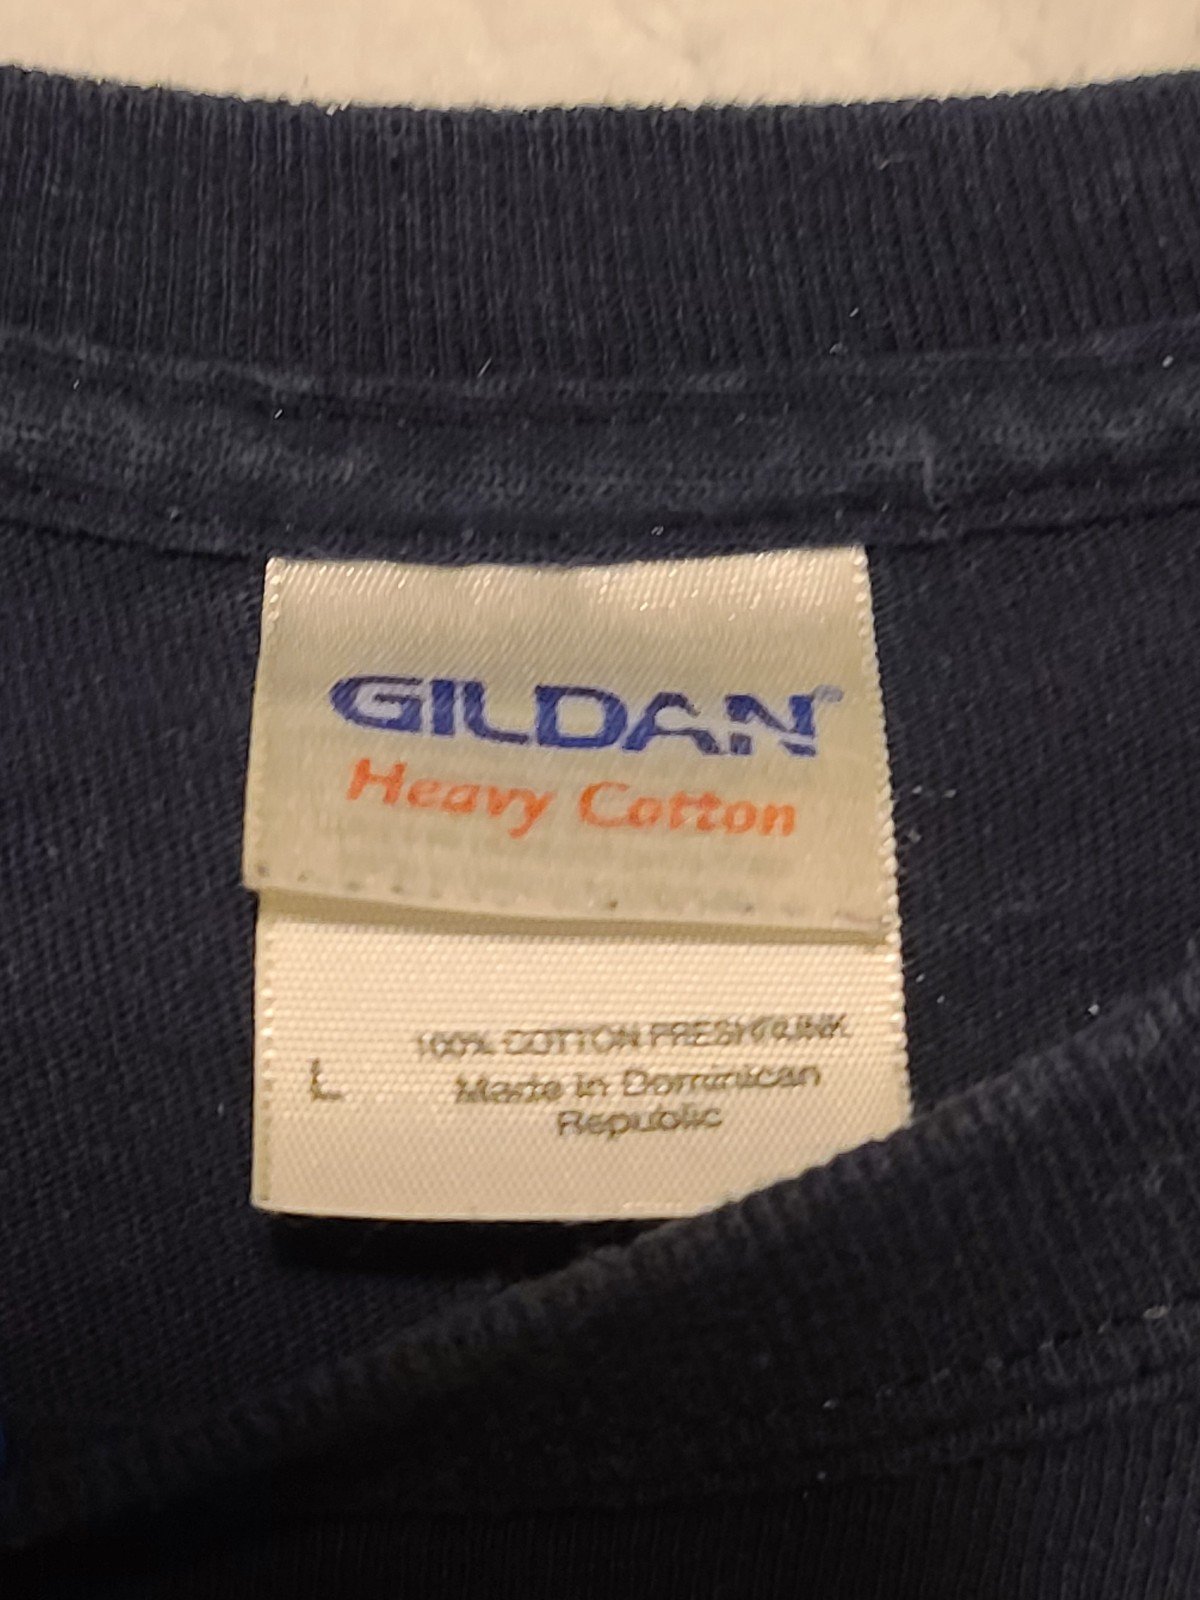 GILDAN®
Heavy Cotton
L
100% COTTON PRESHRUNK
Made in Dominican
Republic